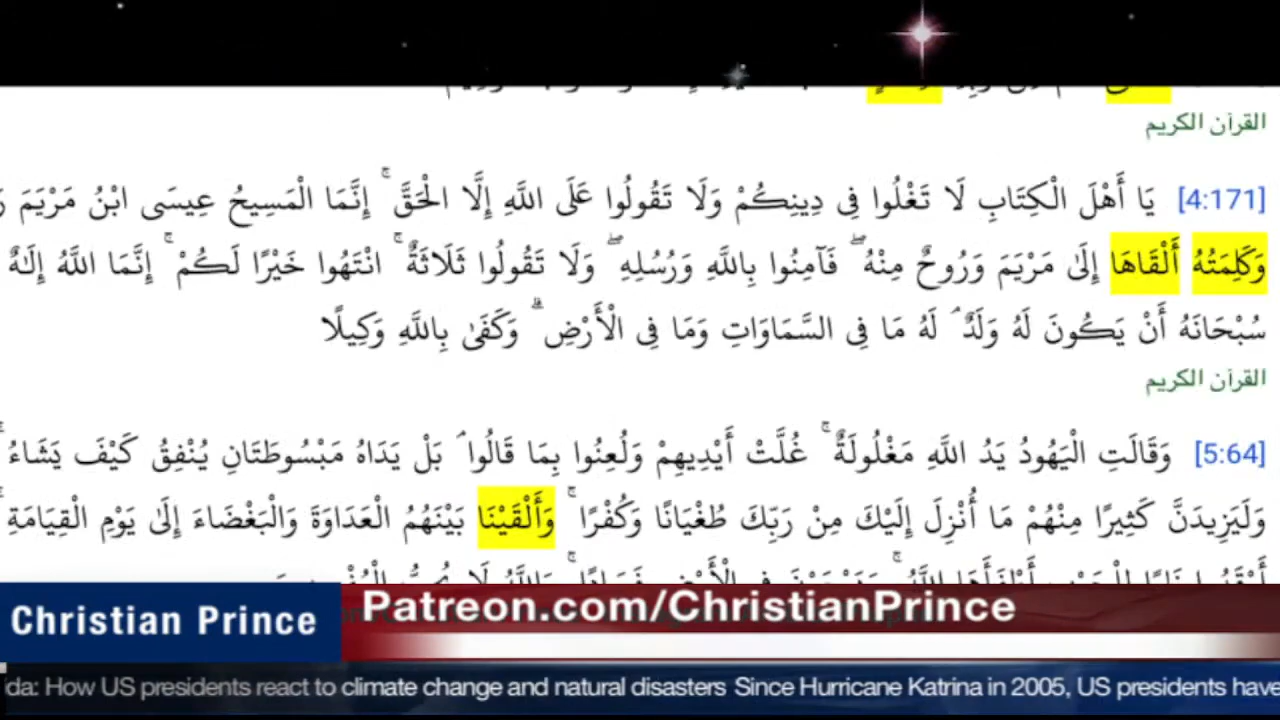 القرآن الكريم
[4:171] يَا أَهْلَ الْكِتَابِ لَا تَغْلُوا فِي دِينِكُمْ وَلَا تَقُولُوا عَلَى اللَّهِ إِلَّا الْحَقَّ ۚ إِنَّمَا الْمَسِيحُ عِيسَى ابْنُ مَرْيَمَ
وَكَلِمَتُهُ أَلْقَاهَا إِلَىٰ مَرْيَمَ وَرُوحٌ مِنْهُ ۖ فَآمِنُوا بِاللَّهِ وَرُسُلِهِ ۖ وَلَا تَقُولُوا ثَلَاثَةٌ ۚ انْتَهُوا خَيْرًا لَكُمْ ۚ إِنَّمَا اللَّهُ إِلَٰهٌ
سُبْحَانَهُ أَنْ يَكُونَ لَهُ وَلَدٌ ۘ لَهُ مَا فِي السَّمَاوَاتِ وَمَا فِي الْأَرْضِ ۗ وَكَفَىٰ بِاللَّهِ وَكِيلًا
القرآن الكريم
[5:64] وَقَالَتِ الْيَهُودُ يَدُ اللَّهِ مَغْلُولَةٌ ۚ غُلَّتْ أَيْدِيهِمْ وَلُعِنُوا بِمَا قَالُوا ۘ بَلْ يَدَاهُ مَبْسُوطَتَانِ يُنْفِقُ كَيْفَ يَشَاءُ ۚ
وَلَيَزِيدَنَّ كَثِيرًا مِنْهُمْ مَا أُنْزِلَ إِلَيْكَ مِنْ رَبِّكَ طُغْيَانًا وَكُفْرًا ۚ وَأَلْقَيْنَا بَيْنَهُمُ الْعَدَاوَةَ وَالْبَغْضَاءَ إِلَىٰ يَوْمِ الْقِيَامَةِ ۚ
Patreon.com/ChristianPrince
Christian Prince
da: How US presidents react to climate change and natural disasters Since Hurricane Katrina in 2005, US presidents have